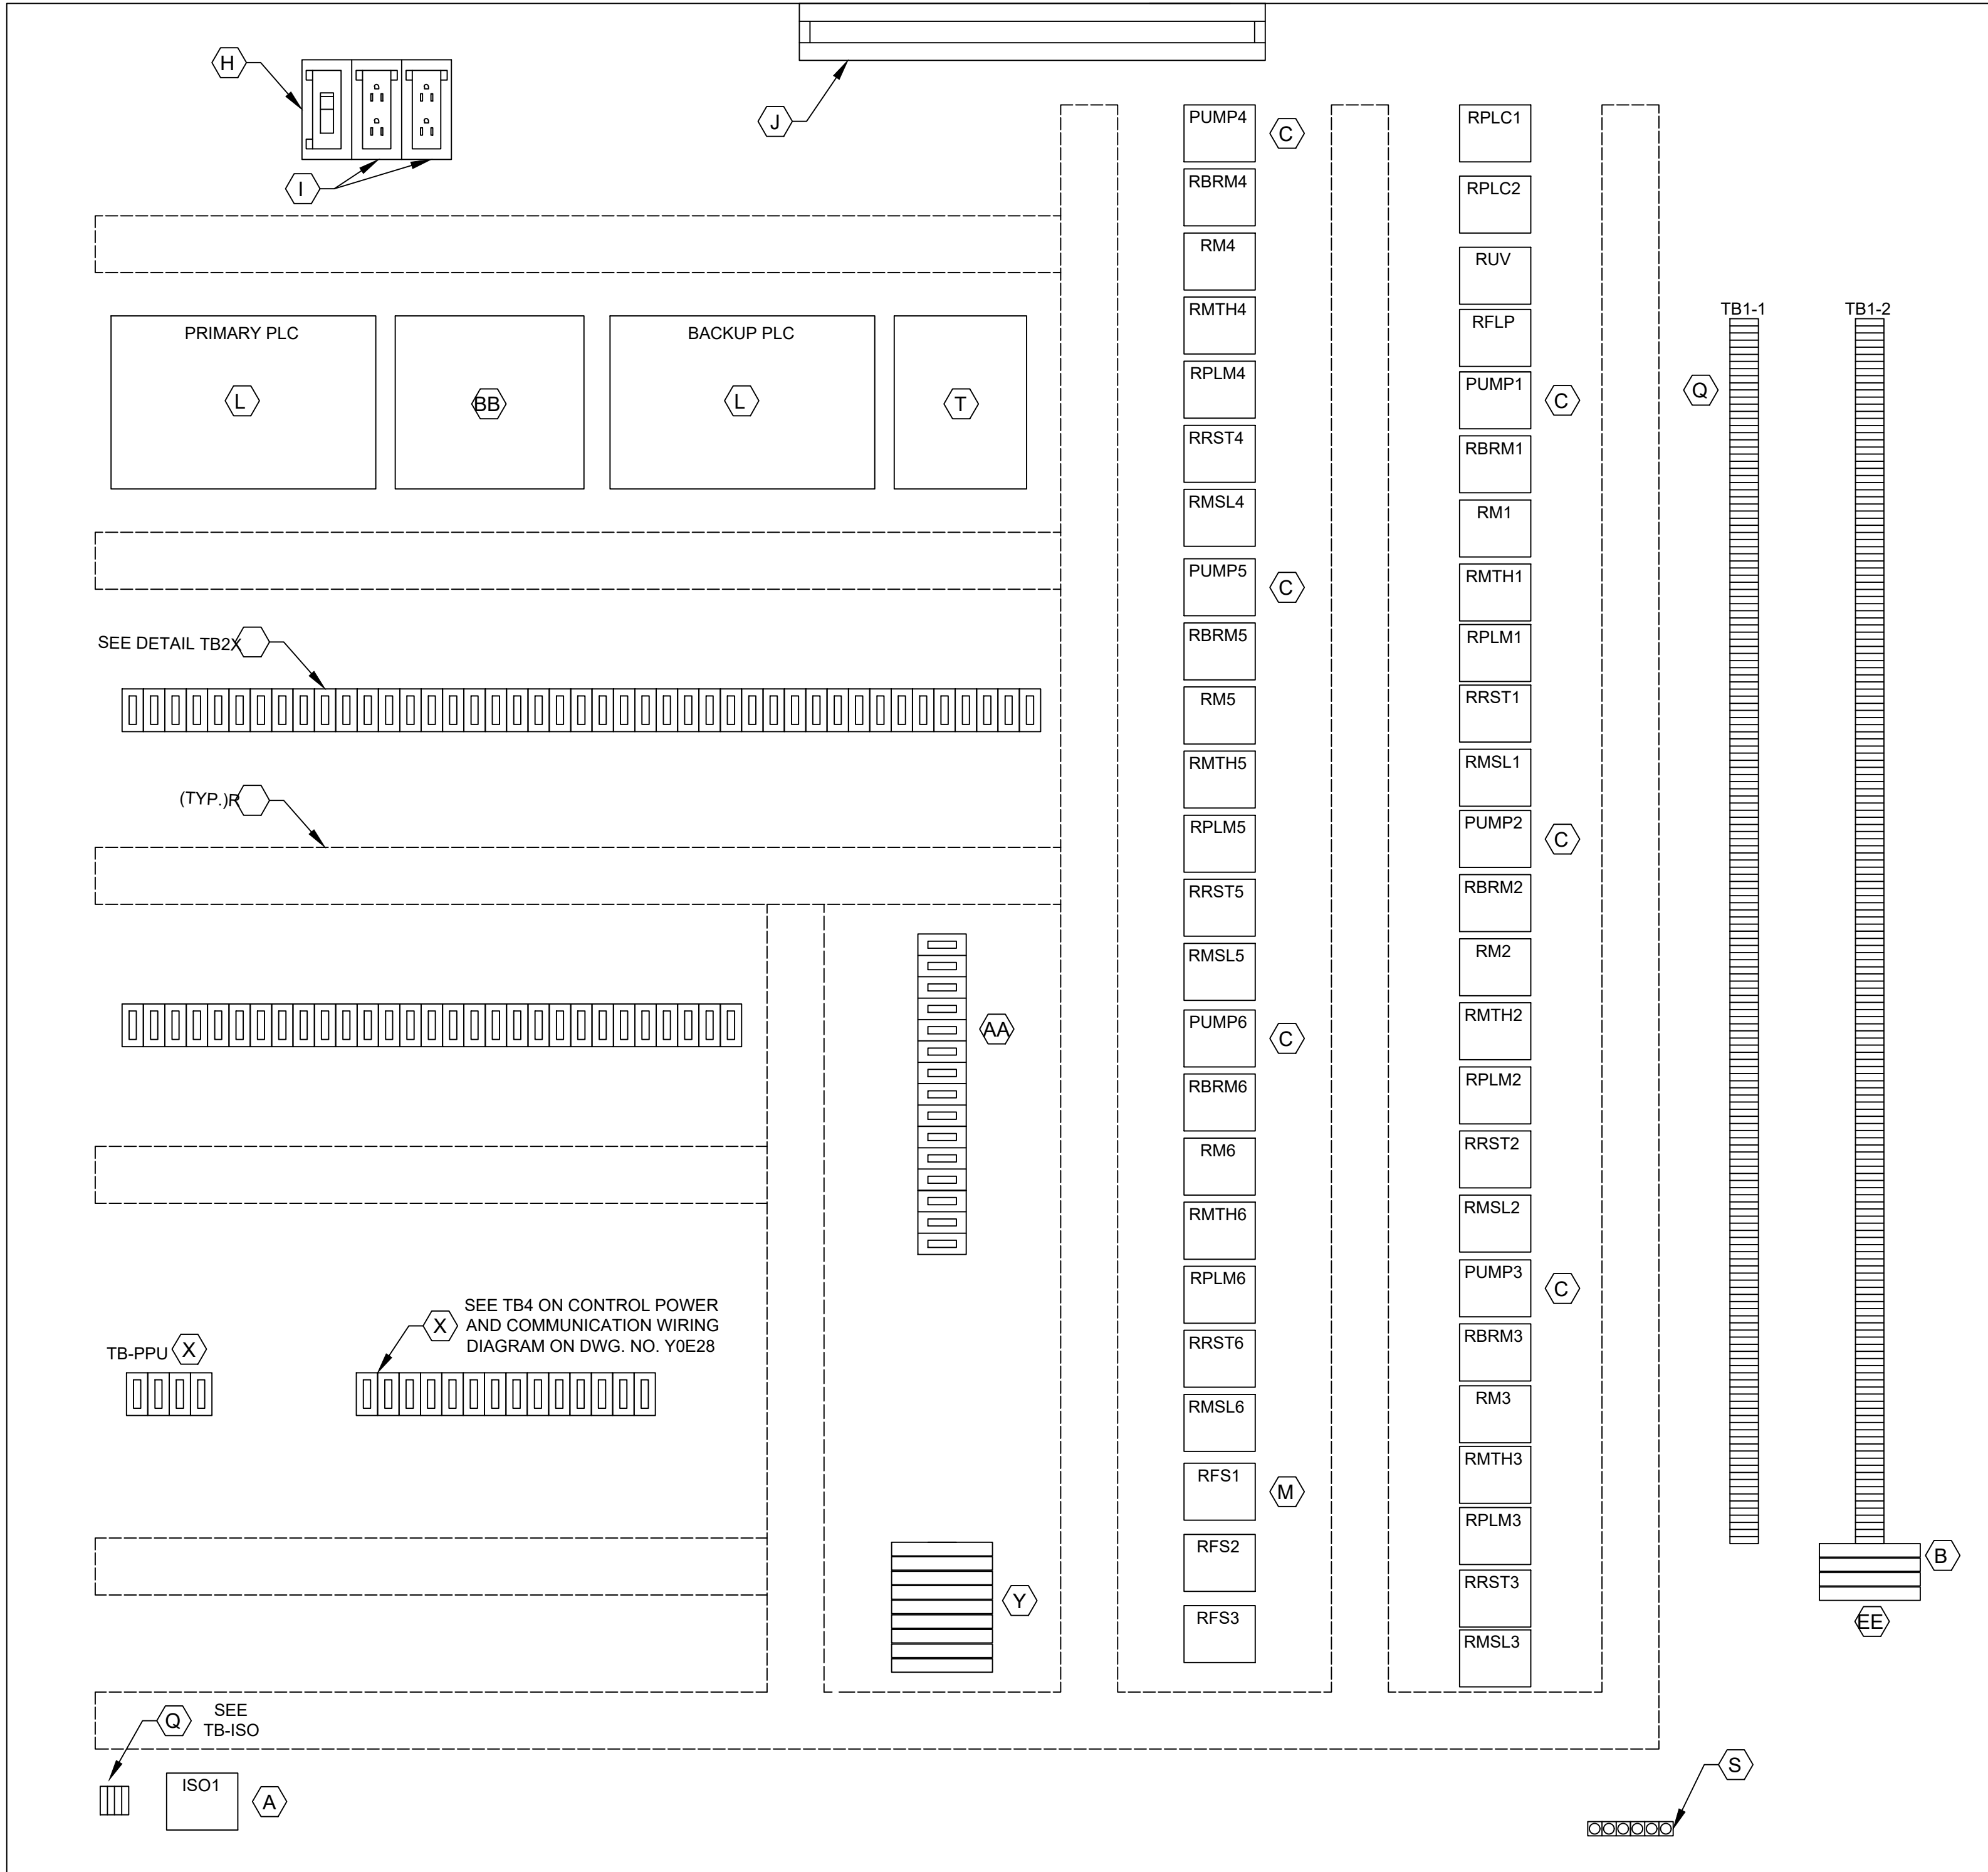 H
J
I
PUMP4
C
RBRM4
RM4
RMTH4
RPLM4
RRST4
RMSL4
PUMP5
C
RBRM5
RM5
RMTH5
RPLM5
RRST5
RMSL5
PUMP6
C
RBRM6
RM6
RMTH6
RPLM6
RRST6
RMSL6
RFS1
M
RFS2
RFS3
RPLC1
RPLC2
RUV
RFLP
PUMP1
C
RBRM1
RM1
RMTH1
RPLM1
RRST1
RMSL1
PUMP2
C
RBRM2
RM2
RMTH2
RPLM2
RRST2
RMSL2
PUMP3
C
RBRM3
RM3
RMTH3
RPLM3
RRST3
RMSL3
TB1-1
TB1-2
Q
B
EE
PRIMARY PLC
L
BB
BACKUP PLC
L
T
SEE DETAIL TB2X
(TYP.)R
AA
TB-PPU
X
X
SEE TB4 ON CONTROL POWER
AND COMMUNICATION WIRING
DIAGRAM ON DWG. NO. Y0E28
Y
Q
SEE
TB-ISO
ISO1
A
S